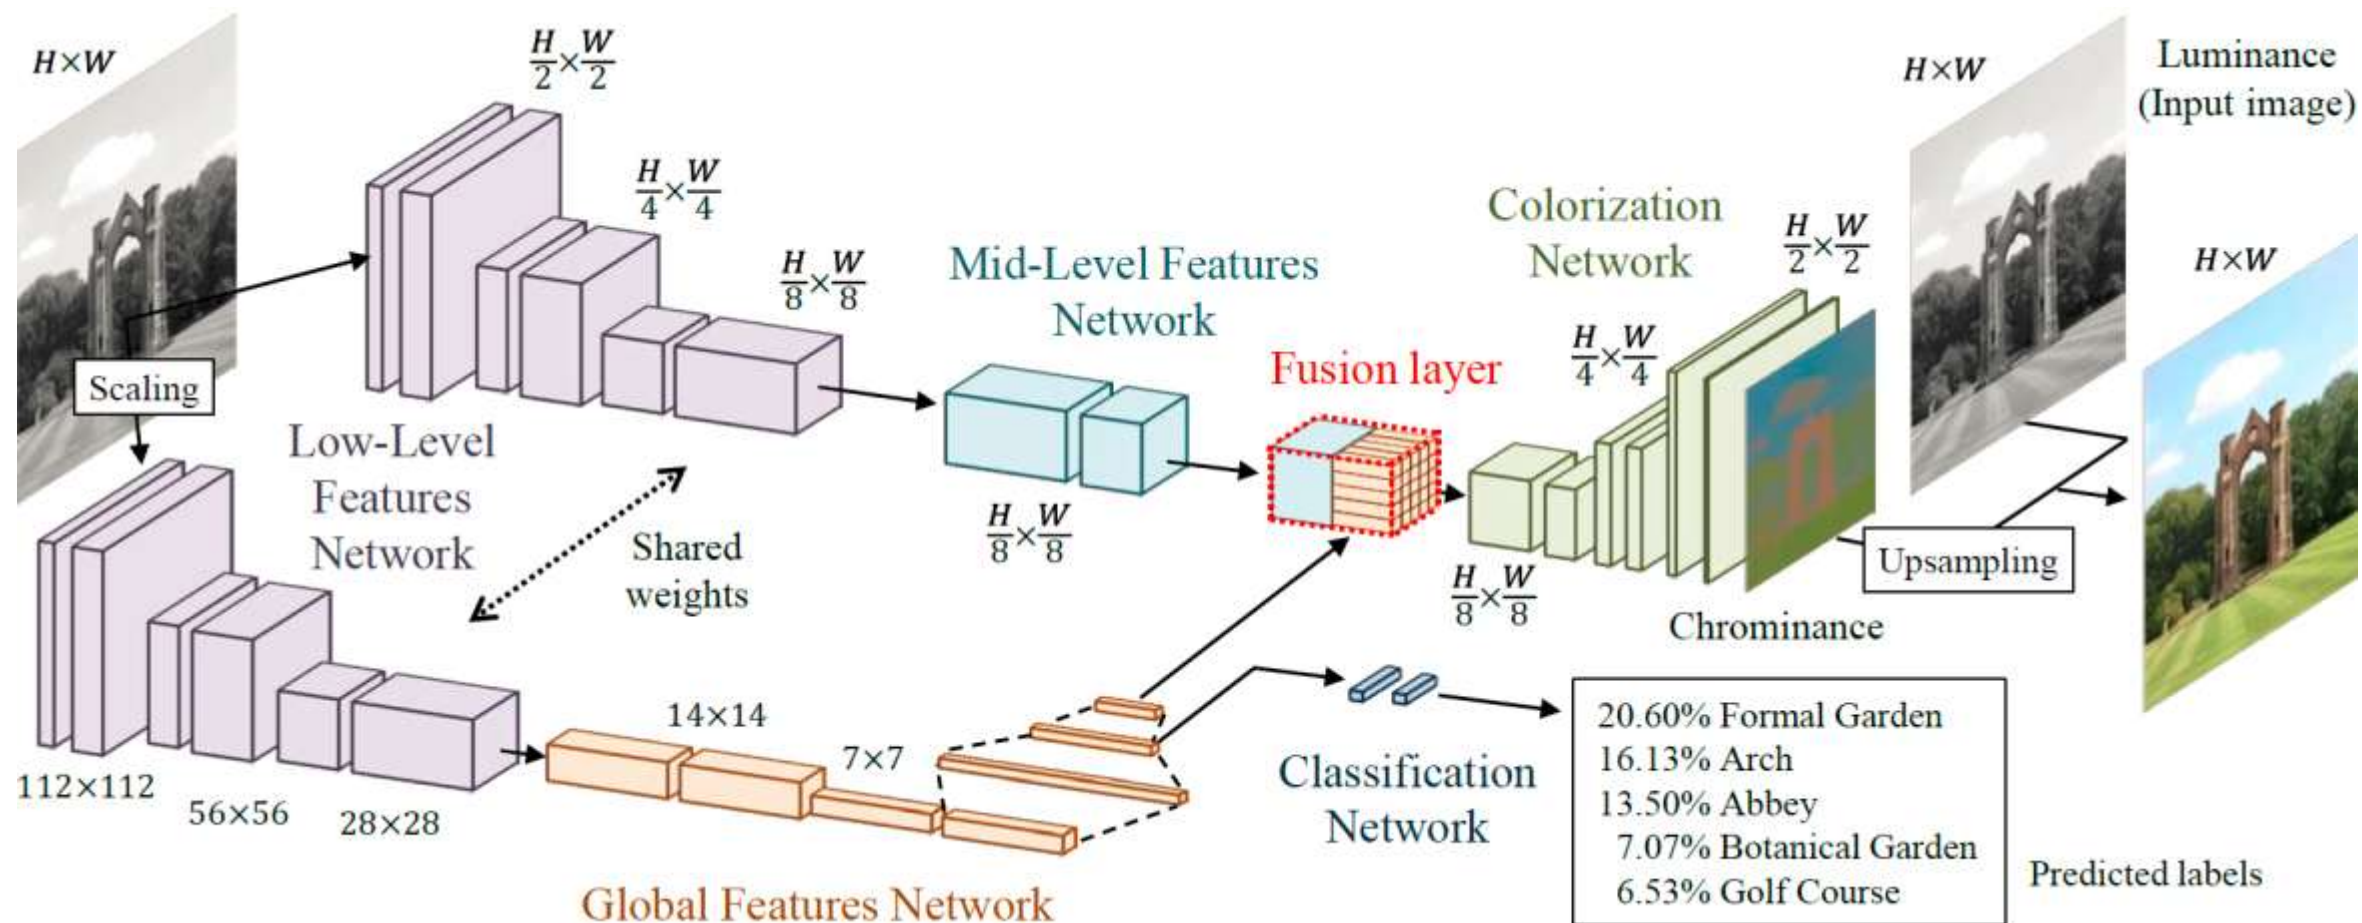 H×W
H/2×W/2
H/4×W/4
H/8×W/8
Scaling
Low-Level
Features
Network
Shared
weights
112×112
56×56
28×28
14×14
7×7
Global Features Network
Mid-Level Features
Network
H/8×W/8
Fusion layer
Colorization
Network
H/8×W/8
H/4×W/4
H/2×W/2
Chrominance
H×W
Luminance
(Input image)
H×W
Upsampling
Classification
Network
20.60% Formal Garden
16.13% Arch
13.50% Abbey
7.07% Botanical Garden
6.53% Golf Course
Predicted labels